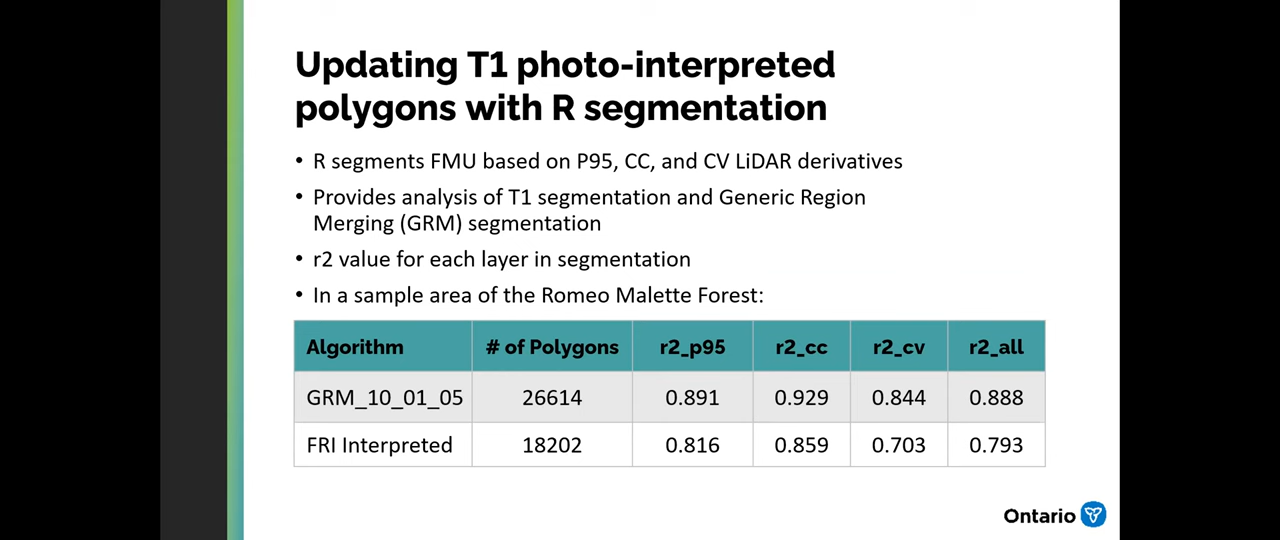 Updating T1 photo-interpreted
polygons with R segmentation
• R segments FMU based on P95, CC, and CV LiDAR derivatives
• Provides analysis of T1 segmentation and Generic Region
Merging (GRM) segmentation
• r2 value for each layer in segmentation
• In a sample area of the Romeo Malette Forest:
Algorithm # of Polygons r2_p95 r2_cc r2_cv r2_all
GRM_10_01_05 26614 0.891 0.929 0.844 0.888
FRI Interpreted 18202 0.816 0.859 0.703 0.793
Ontario